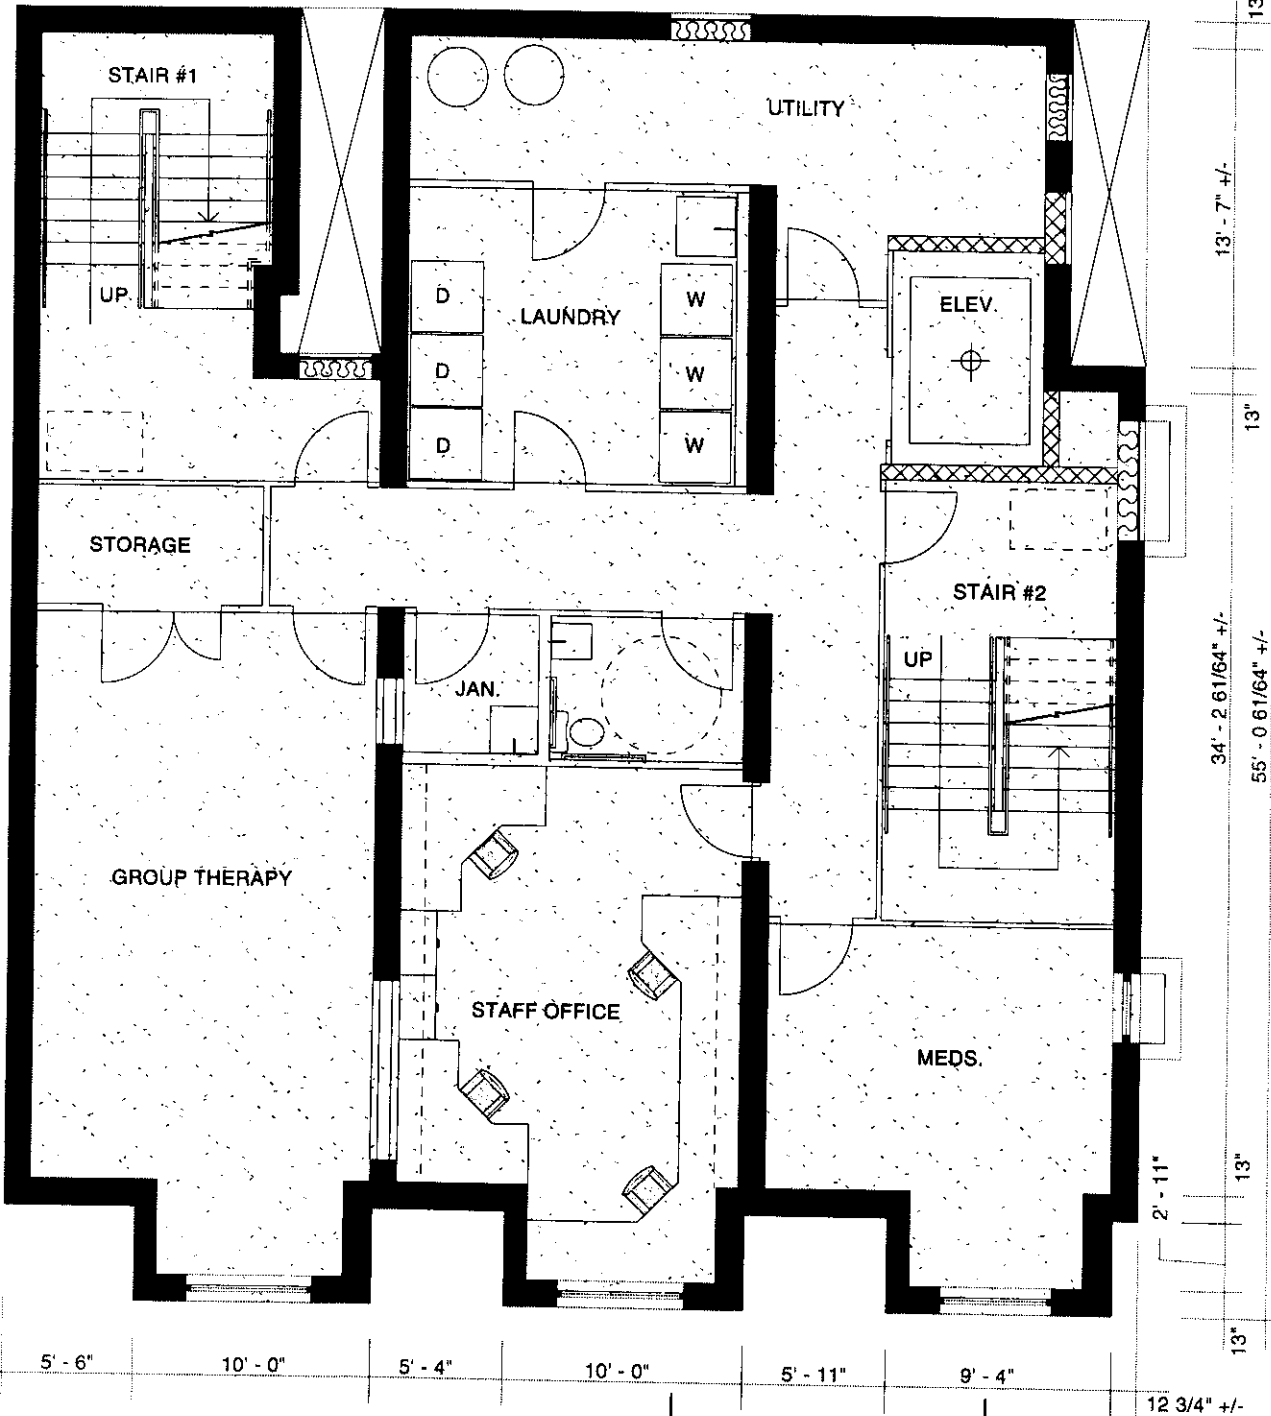 13"
STAIR #1
UTILITY
13' - 7" +/-
UP
ELEV.
D
LAUNDRY
W
D
W
13"
D
W
STORAGE
STAIR #2
34' - 2 61/64" +/-
55' - 0 61/64" +/-
UP
JAN.
GROUP THERAPY
STAFF OFFICE
MEDS.
2' - 11"
13"
13"
5' - 6"
10' - 0"
5' - 4"
10' - 0"
5' - 11"
9' - 4"
12 3/4" +/-